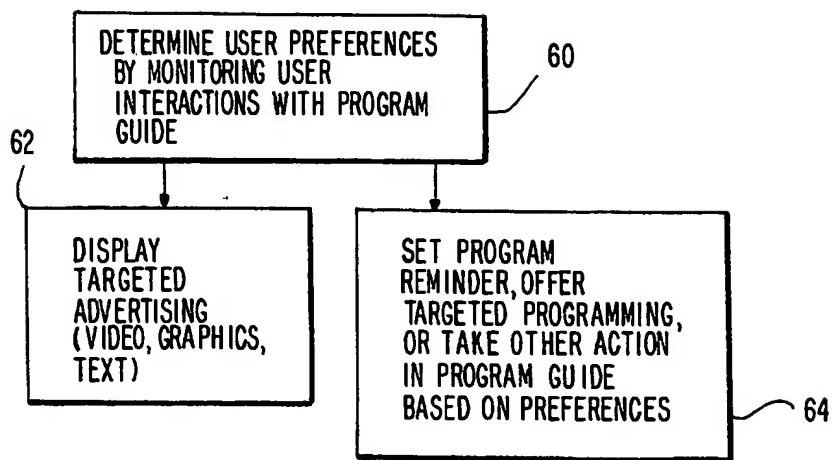 DETERMINE USER PREFERENCES
BY MONITORING USER
INTERACTIONS WITH PROGRAM
GUIDE
60
62
DISPLAY
TARGETED
ADVERTISING
(VIDEO, GRAPHICS,
TEXT)
SET PROGRAM
REMINDER, OFFER
TARGETED PROGRAMMING,
OR TAKE OTHER ACTION
IN PROGRAM GUIDE
BASED ON PREFERENCES
64